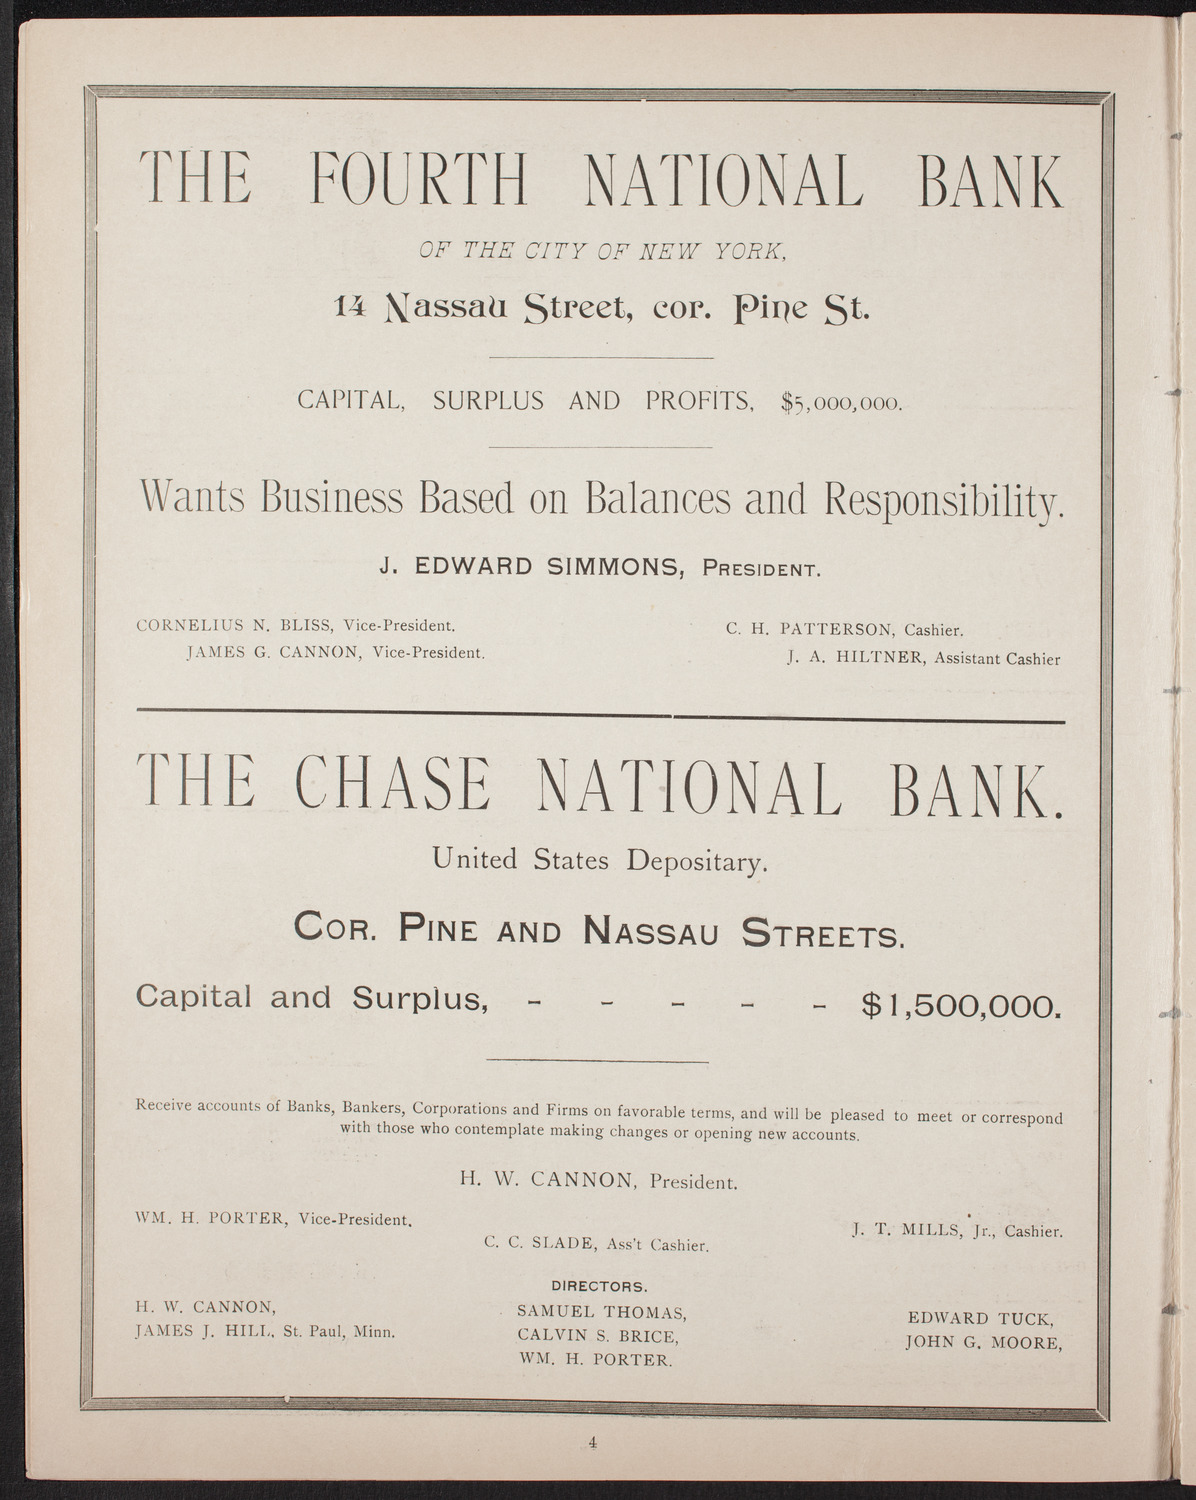 THE FOURTH NATIONAL BANK
OF THE CITY OF NEW YORK,
14 Nassau Street, cor. Pine St.
CAPITAL, SURPLUS AND PROFITS, $5,000,000.
Wants Business Based on Balances and Responsibility.
J. EDWARD SIMMONS, PRESIDENT.
CORNELIUS N. BLISS, Vice-President.
JAMES G. CANNON, Vice-President.
C. H. PATTERSON, Cashier.
J. A. HILTNER, Assistant Cashier
THE CHASE NATIONAL BANK.
United States Depositary.
COR. PINE AND NASSAU STREETS.
Capital and Surplus, - - - - - $1,500,000.
Receive accounts of Banks, Bankers, Corporations and Firms on favorable terms, and will be pleased to meet or correspond
with those who contemplate making changes or opening new accounts.
H. W. CANNON, President.
WM. H. PORTER, Vice-President.
J. T. MILLS, Jr., Cashier.
C. C. SLADE, Ass't Cashier.
DIRECTORS.
H. W. CANNON,
JAMES J. HILL, St. Paul, Minn.
SAMUEL THOMAS,
CALVIN S. BRICE,
WM. H. PORTER.
EDWARD TUCK,
JOHN G. MOORE,
4